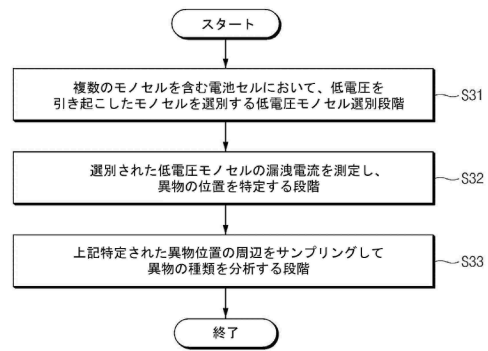 スタート
複数のモノセルを含む電池セルにおいて、低電圧を
引き起こしたモノセルを選別する低電圧モノセル選別段階
S31
選別された低電圧モノセルの漏洩電流を測定し、
異物の位置を特定する段階
S32
上記特定された異物位置の周辺をサンプリングして
異物の種類を分析する段階
S33
終了